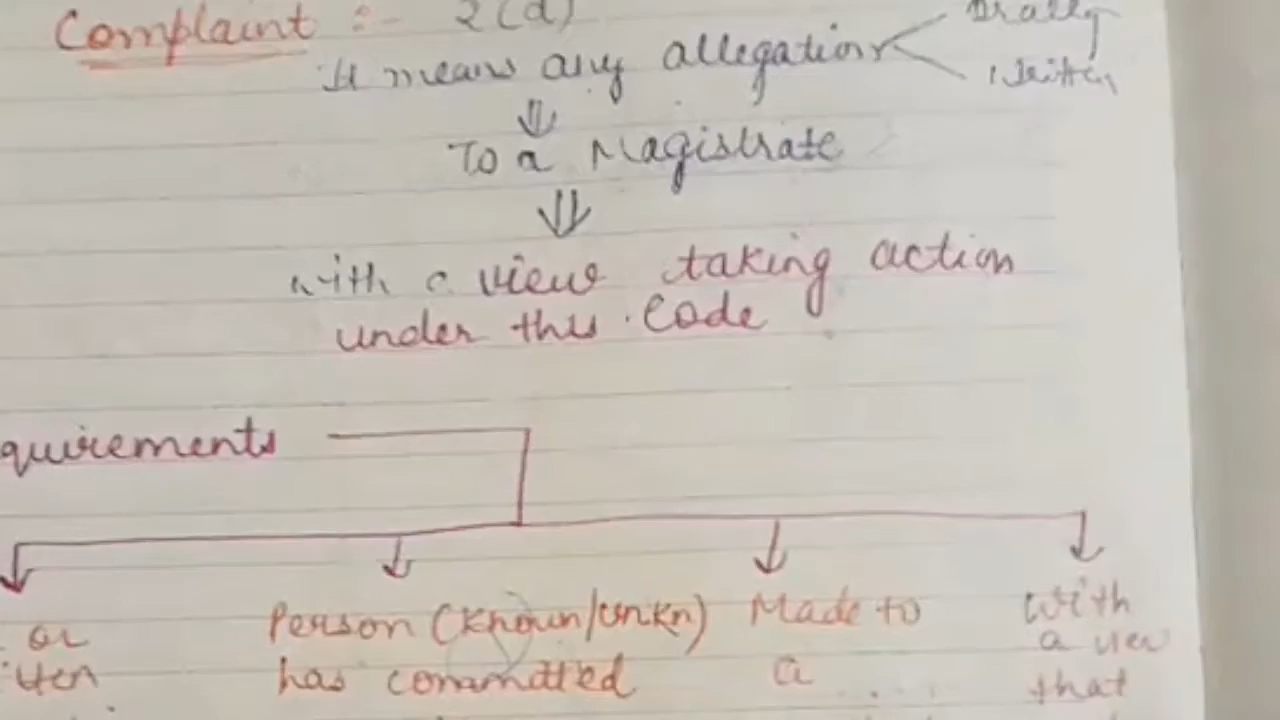 Complaint :- 2(d)
It means any allegation
Orally
Written
To a Magistrate
with a view taking action
under this Code
quirements
or
Person (Known/Unkn)
has committed
Made to
a
With
a view
that